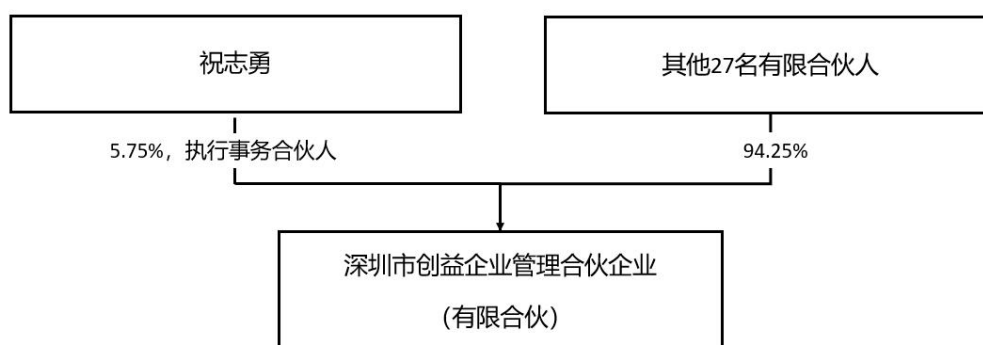 祝志勇
其他27名有限合伙人
5.75%，执行事务合伙人
94.25%
深圳市创益企业管理合伙企业
（有限合伙）